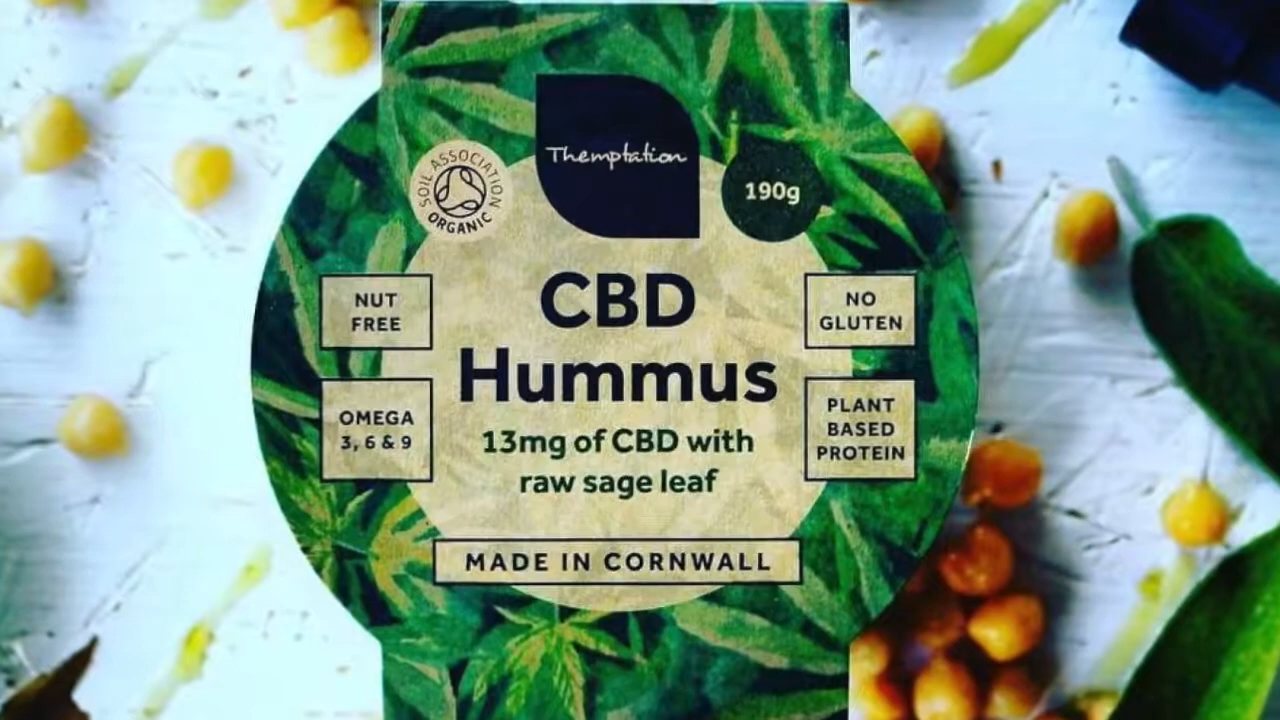 Themptation
SOIL ASSOCIATION
ORGANIC
190g
NUT
FREE
NO
GLUTEN
CBD
Hummus
OMEGA
3, 6 & 9
PLANT
BASED
PROTEIN
13mg of CBD with
raw sage leaf
MADE IN CORNWALL